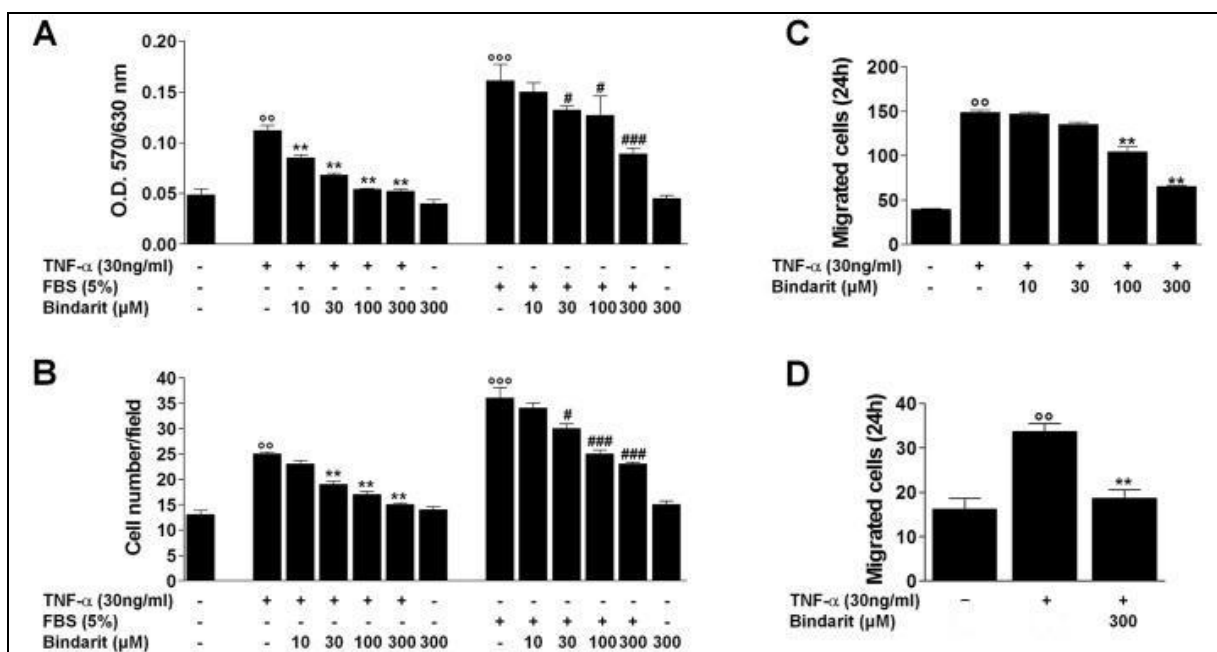 A
O.D. 570/630 nm
0.20
0.15
0.10
0.05
0.00
°°
**
**
**
**
°°°
#
#
###
TNF-α (30ng/ml) - + + + + + - - - - - - -
FBS (5%) - - - - - - - + + + + + -
Bindarit (µM) - - 10 30 100 300 300 - 10 30 100 300 300
B
Cell number/field
40
35
30
25
20
15
10
5
0
°°
**
**
**
°°°
#
###
###
TNF-α (30ng/ml) - + + + + + - - - - - - -
FBS (5%) - - - - - - - + + + + + -
Bindarit (µM) - - 10 30 100 300 300 - 10 30 100 300 300
C
Migrated cells (24h)
200
150
100
50
0
°°
**
**
TNF-α (30ng/ml) - + + + + +
Bindarit (µM) - - 10 30 100 300
D
Migrated cells (24h)
40
30
20
10
0
°°
**
TNF-α (30ng/ml) – + +
Bindarit (µM) 300